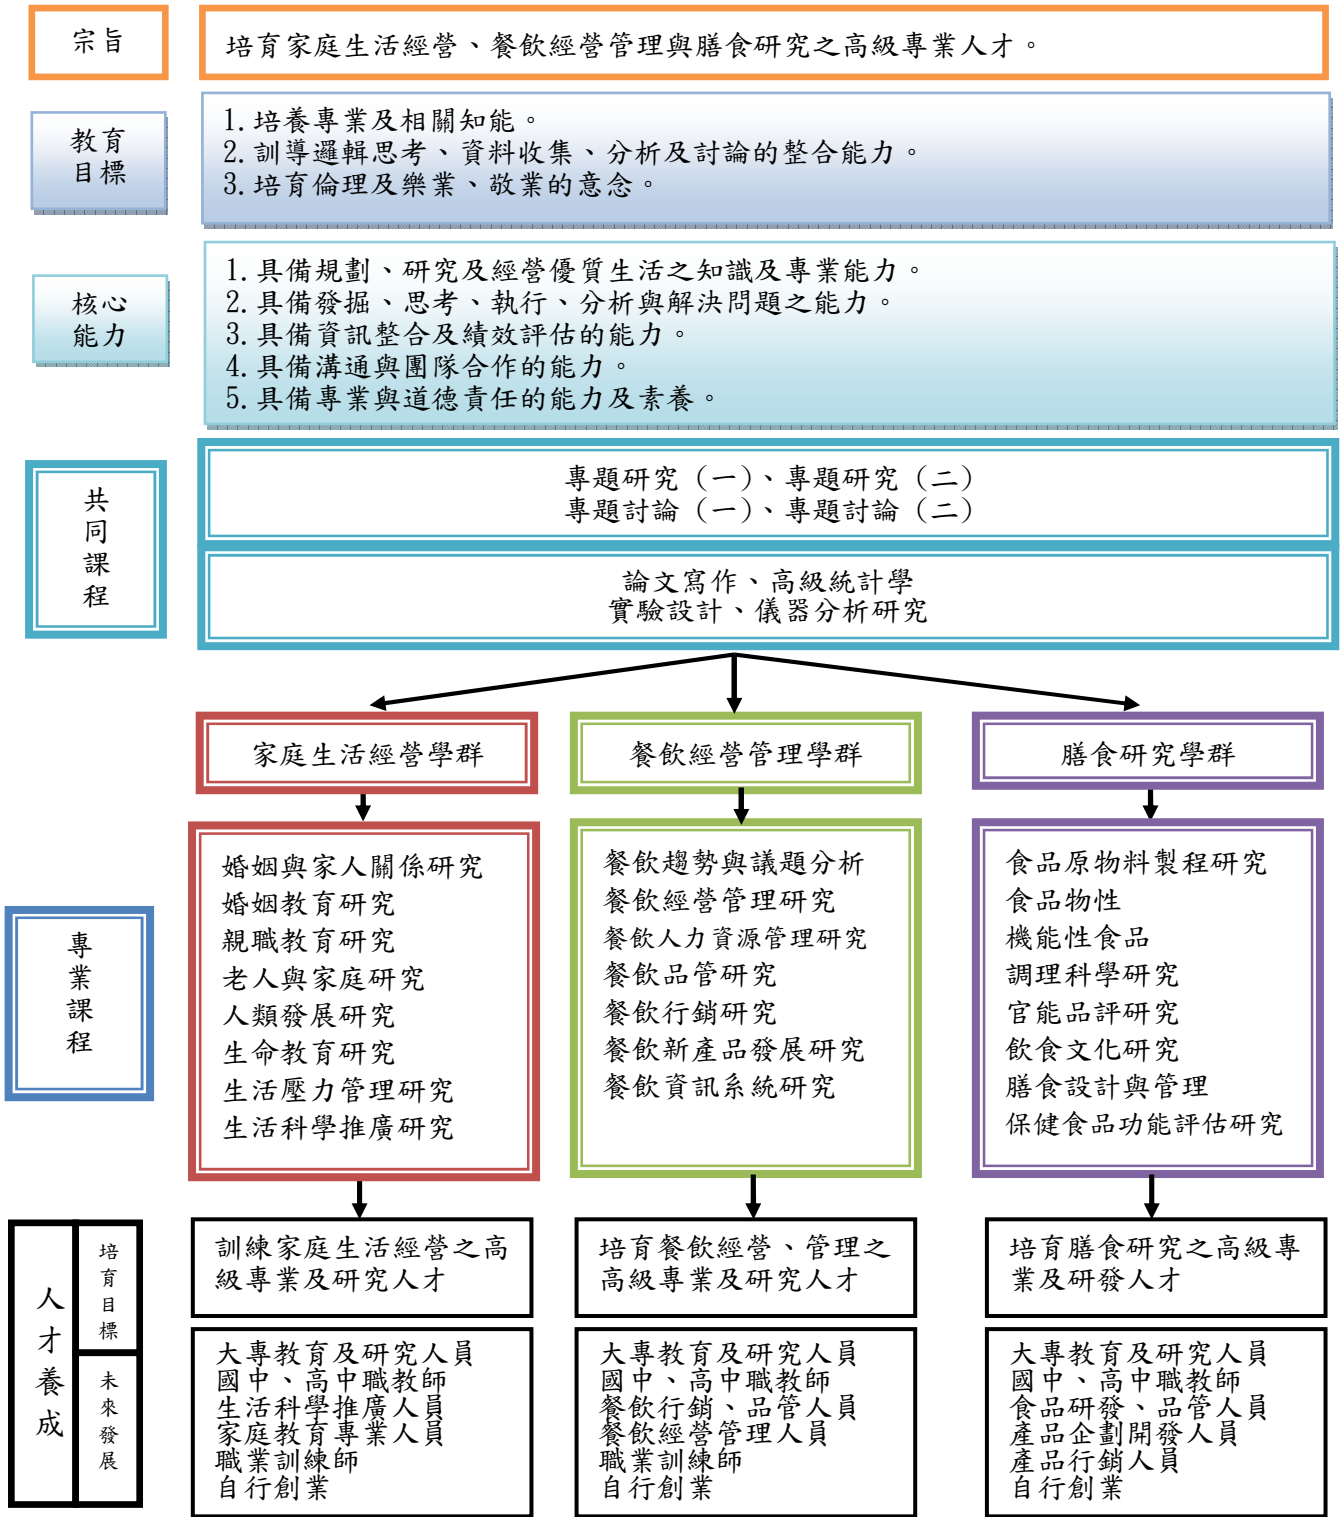 宗旨
培育家庭生活經營、餐飲經營管理與膳食研究之高級專業人才。
教育
目標
1.培養專業及相關知能。
2.訓導邏輯思考、資料收集、分析及討論的整合能力。
3.培育倫理及樂業、敬業的意念。
核心
能力
1.具備規劃、研究及經營優質生活之知識及專業能力。
2.具備發掘、思考、執行、分析與解決問題之能力。
3.具備資訊整合及績效評估的能力。
4.具備溝通與團隊合作的能力。
5.具備專業與道德責任的能力及素養。
共同課程
專題研究（一）、專題研究（二）
專題討論（一）、專題討論（二）
論文寫作、高級統計學
實驗設計、儀器分析研究
家庭生活經營學群
餐飲經營管理學群
膳食研究學群
專業課程
婚姻與家人關係研究
婚姻教育研究
親職教育研究
老人與家庭研究
人類發展研究
生命教育研究
生活壓力管理研究
生活科學推廣研究
餐飲趨勢與議題分析
餐飲經營管理研究
餐飲人力資源管理研究
餐飲品管研究
餐飲行銷研究
餐飲新產品發展研究
餐飲資訊系統研究
食品原物料製程研究
食品物性
機能性食品
調理科學研究
官能品評研究
飲食文化研究
膳食設計與管理
保健食品功能評估研究
人才養成
培育目標
訓練家庭生活經營之高
級專業及研究人才
培育餐飲經營、管理之
高級專業及研究人才
培育膳食研究之高級專
業及研發人才
未來發展
大專教育及研究人員
國中、高中職教師
生活科學推廣人員
家庭教育專業人員
職業訓練師
自行創業
大專教育及研究人員
國中、高中職教師
餐飲行銷、品管人員
餐飲經營管理人員
職業訓練師
自行創業
大專教育及研究人員
國中、高中職教師
食品研發、品管人員
產品企劃開發人員
產品行銷人員
自行創業